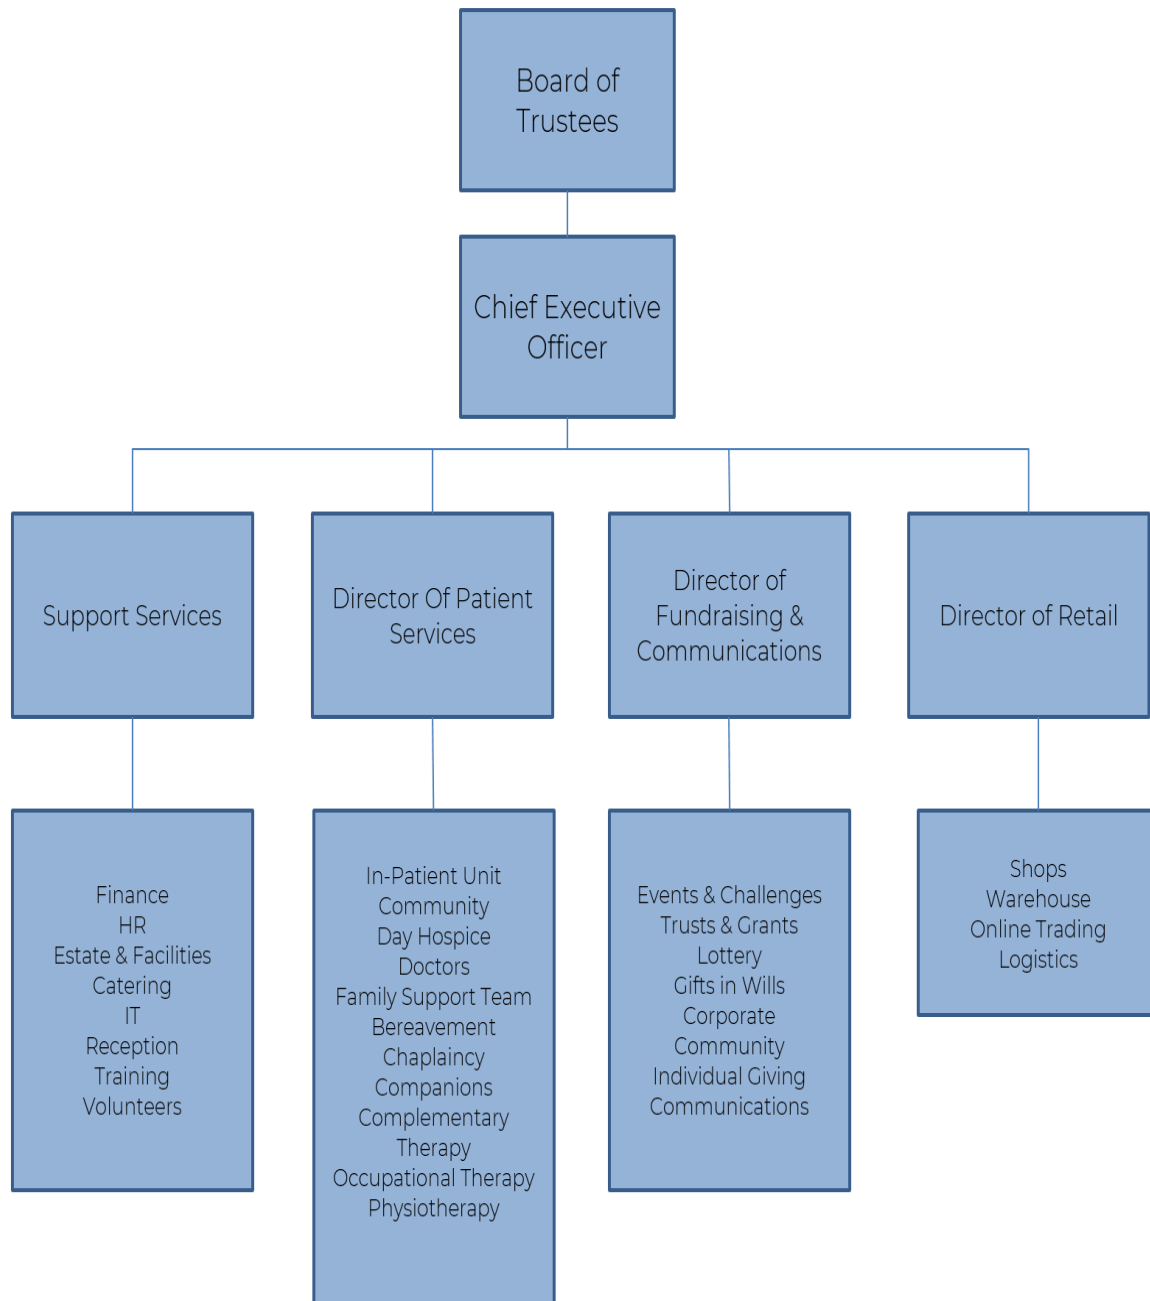 Board of
Trustees
Chief Executive
Officer
Support Services
Director Of Patient
Services
Director of
Fundraising &
Communications
Director of Retail
Finance
HR
Estate & Facilities
Catering
IT
Reception
Training
Volunteers
In-Patient Unit
Community
Day Hospice
Doctors
Family Support Team
Bereavement
Chaplaincy
Companions
Complementary
Therapy
Occupational Therapy
Physiotherapy
Events & Challenges
Trusts & Grants
Lottery
Gifts in Wills
Corporate
Community
Individual Giving
Communications
Shops
Warehouse
Online Trading
Logistics